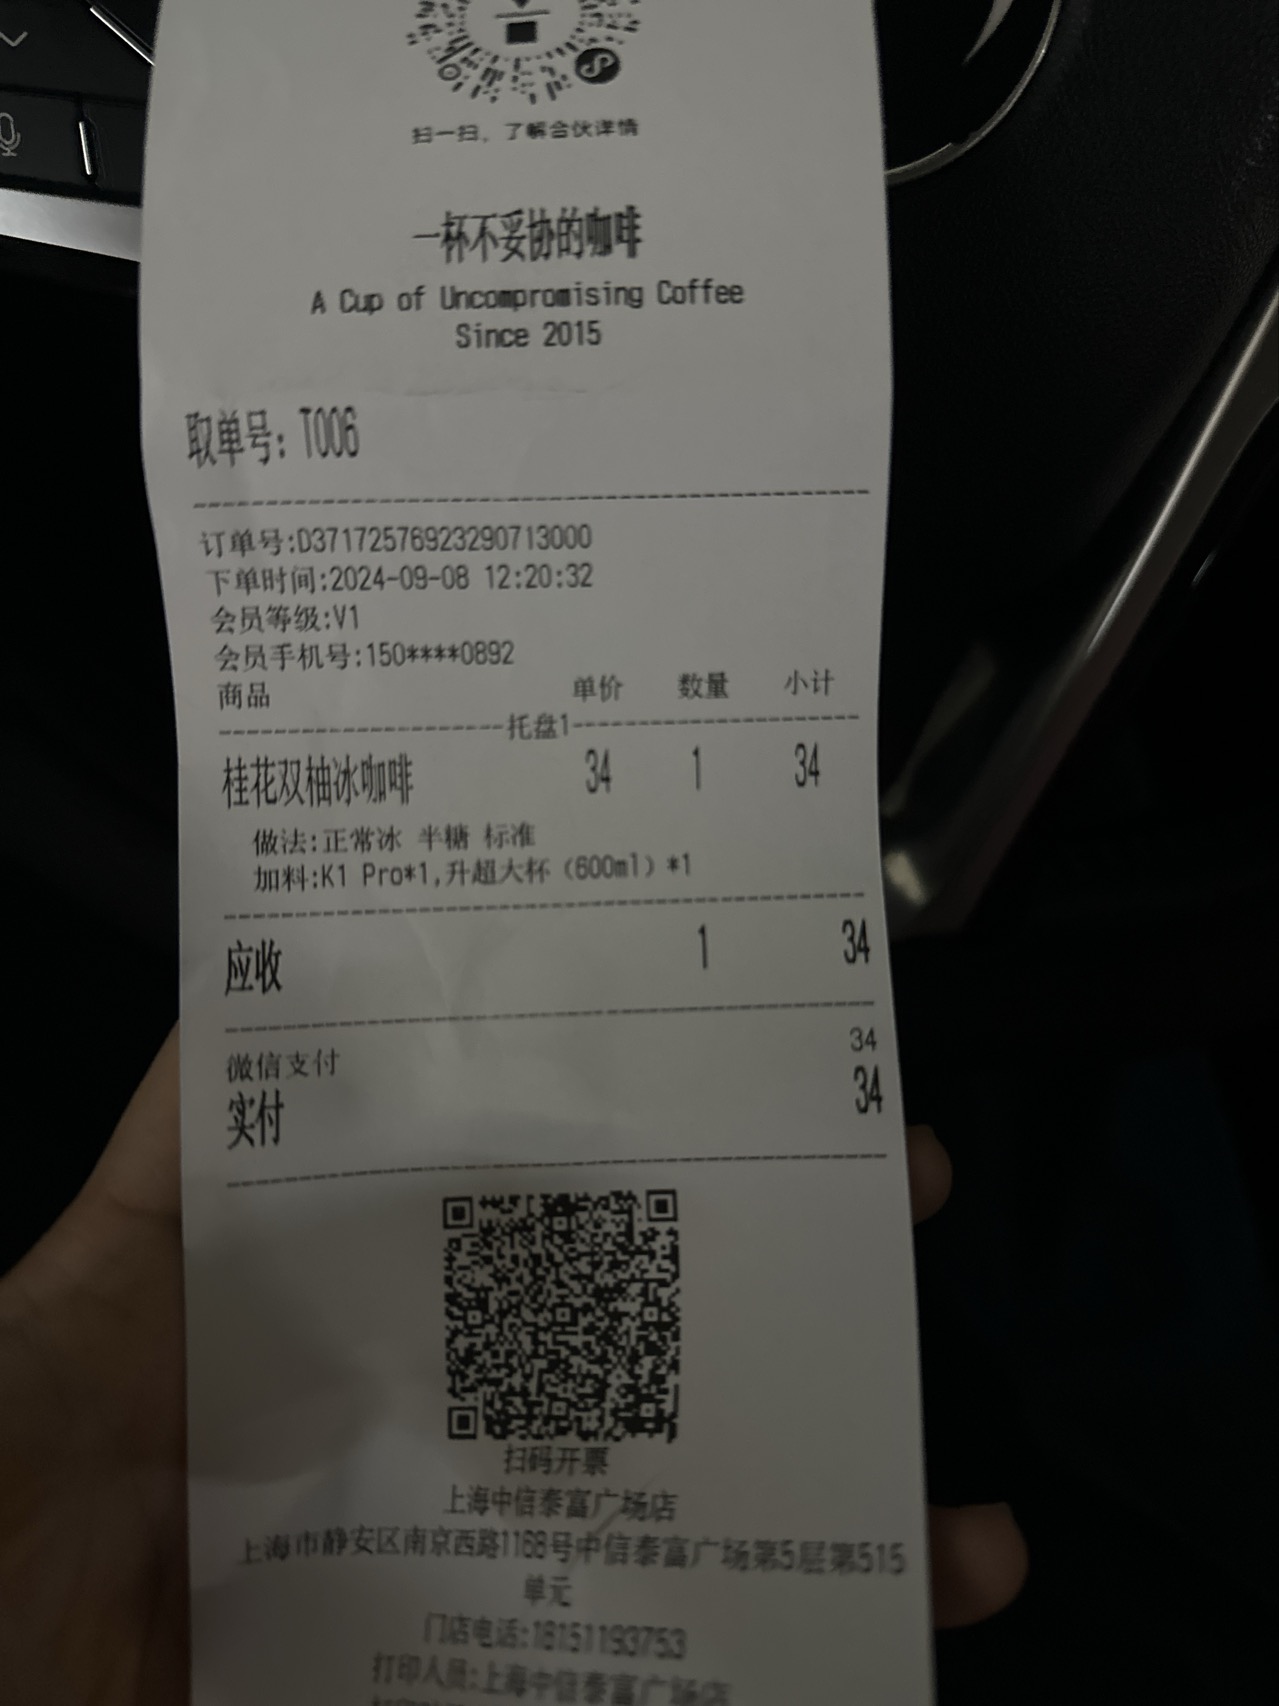 扫一扫，了解合伙详情
一杯不妥协的咖啡
A Cup of Uncompromising Coffee
Since 2015
取单号：T006
订单号:D37172576923290713000
下单时间:2024-09-08 12:20:32
会员等级:V1
会员手机号:150****0892
商品 单价 数量 小计
托盘1
桂花双柚冰咖啡 34 1 34
做法:正常冰 半糖 标准
加料:K1 Pro*1,升超大杯（600ml）*1
应收 1 34
微信支付 34
实付 34
扫码开票
上海中信泰富广场店
上海市静安区南京西路1168号中信泰富广场第5层第515
单元
门店电话:18151193753
打印人员:上海中信泰富广场店